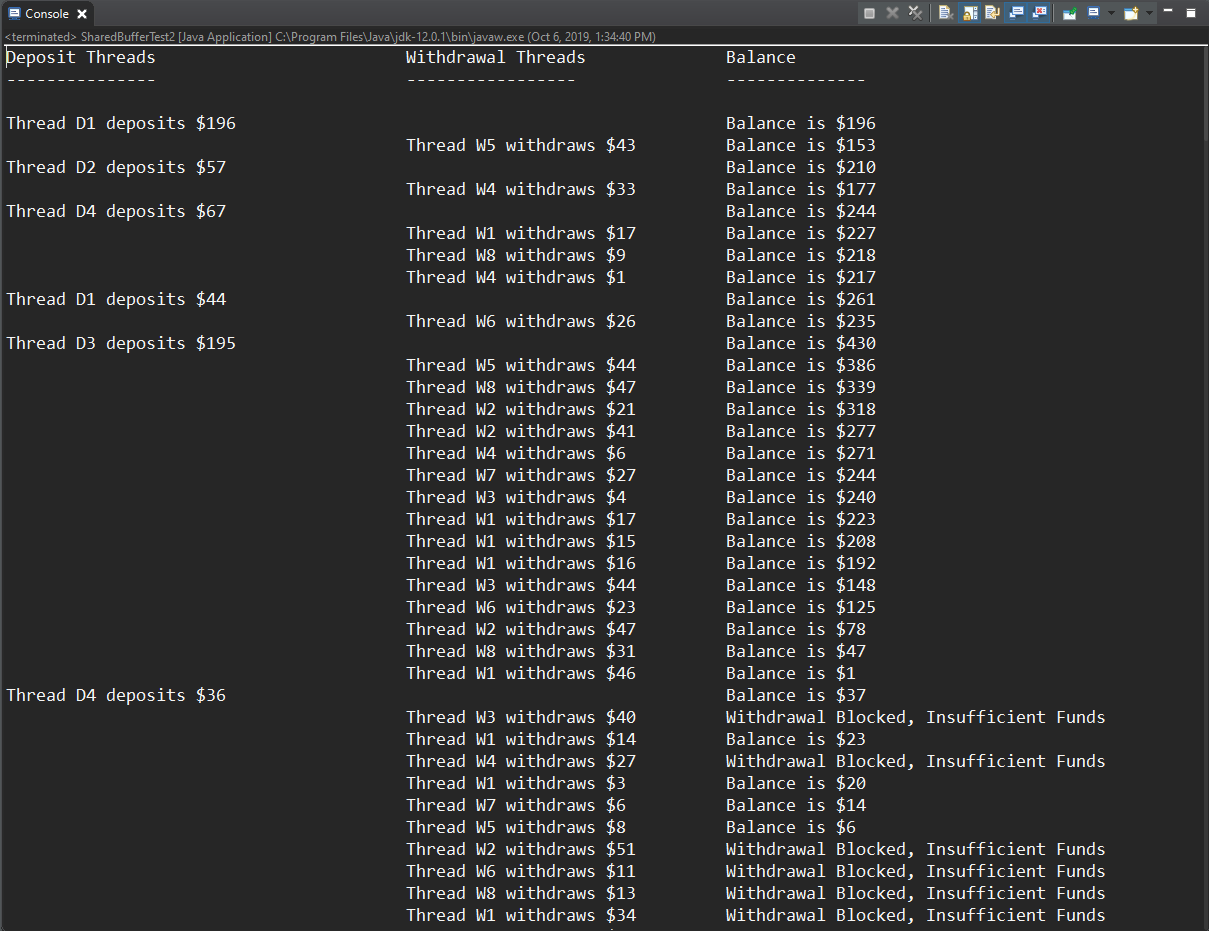 Console
<terminated> SharedBufferTest2 [Java Application] C:\Program Files\Java\jdk-12.0.1\bin\javaw.exe (Oct 6, 2019, 1:34:40 PM)
Deposit Threads Withdrawal Threads Balance
--------------- ----------------- --------------
Thread D1 deposits $196 Balance is $196
Thread W5 withdraws $43 Balance is $153
Thread D2 deposits $57 Balance is $210
Thread W4 withdraws $33 Balance is $177
Thread D4 deposits $67 Balance is $244
Thread W1 withdraws $17 Balance is $227
Thread W8 withdraws $9 Balance is $218
Thread W4 withdraws $1 Balance is $217
Thread D1 deposits $44 Balance is $261
Thread W6 withdraws $26 Balance is $235
Thread D3 deposits $195 Balance is $430
Thread W5 withdraws $44 Balance is $386
Thread W8 withdraws $47 Balance is $339
Thread W2 withdraws $21 Balance is $318
Thread W2 withdraws $41 Balance is $277
Thread W4 withdraws $6 Balance is $271
Thread W7 withdraws $27 Balance is $244
Thread W3 withdraws $4 Balance is $240
Thread W1 withdraws $17 Balance is $223
Thread W1 withdraws $15 Balance is $208
Thread W1 withdraws $16 Balance is $192
Thread W3 withdraws $44 Balance is $148
Thread W6 withdraws $23 Balance is $125
Thread W2 withdraws $47 Balance is $78
Thread W8 withdraws $31 Balance is $47
Thread W1 withdraws $46 Balance is $1
Thread D4 deposits $36 Balance is $37
Thread W3 withdraws $40 Withdrawal Blocked, Insufficient Funds
Thread W1 withdraws $14 Balance is $23
Thread W4 withdraws $27 Withdrawal Blocked, Insufficient Funds
Thread W1 withdraws $3 Balance is $20
Thread W7 withdraws $6 Balance is $14
Thread W5 withdraws $8 Balance is $6
Thread W2 withdraws $51 Withdrawal Blocked, Insufficient Funds
Thread W6 withdraws $11 Withdrawal Blocked, Insufficient Funds
Thread W8 withdraws $13 Withdrawal Blocked, Insufficient Funds
Thread W1 withdraws $34 Withdrawal Blocked, Insufficient Funds